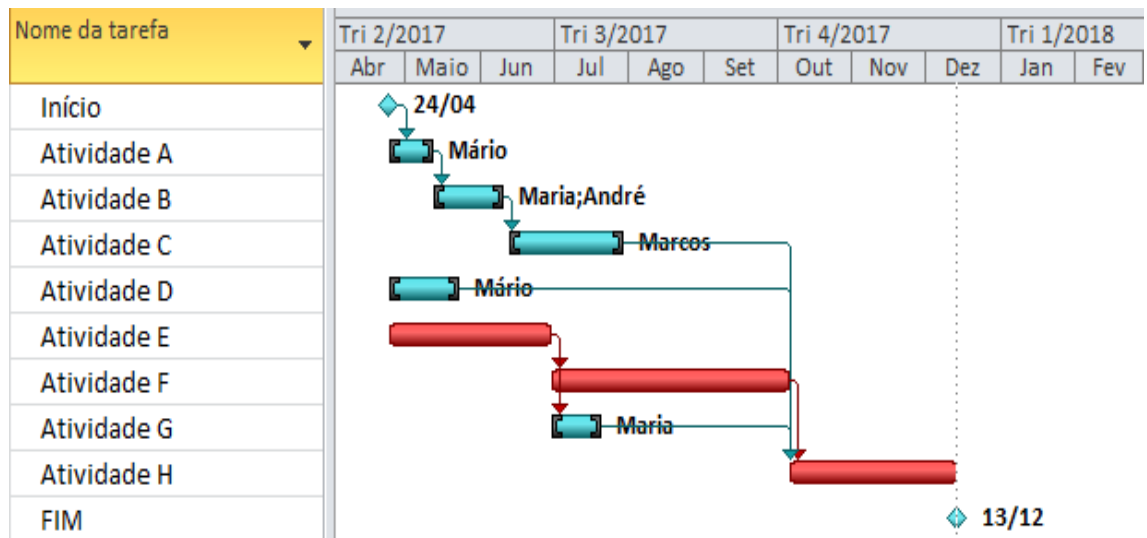 Nome da tarefa
Tri 2/2017 Tri 3/2017 Tri 4/2017 Tri 1/2018
Abr Maio Jun Jul Ago Set Out Nov Dez Jan Fev
Início 24/04
Atividade A Mário
Atividade B Maria;André
Atividade C Marcos
Atividade D Mário
Atividade E
Atividade F
Atividade G Maria
Atividade H
FIM 13/12